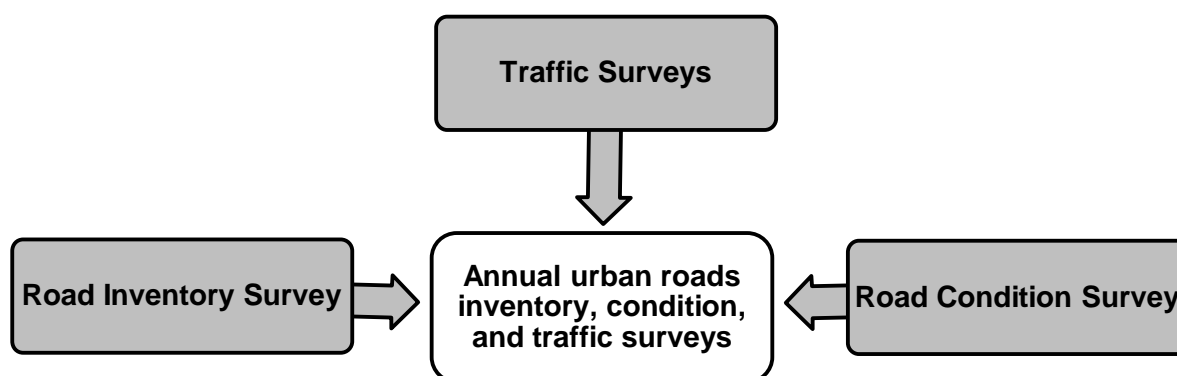 Traffic Surveys
Road Inventory Survey
Annual urban roads
inventory, condition,
and traffic surveys
Road Condition Survey